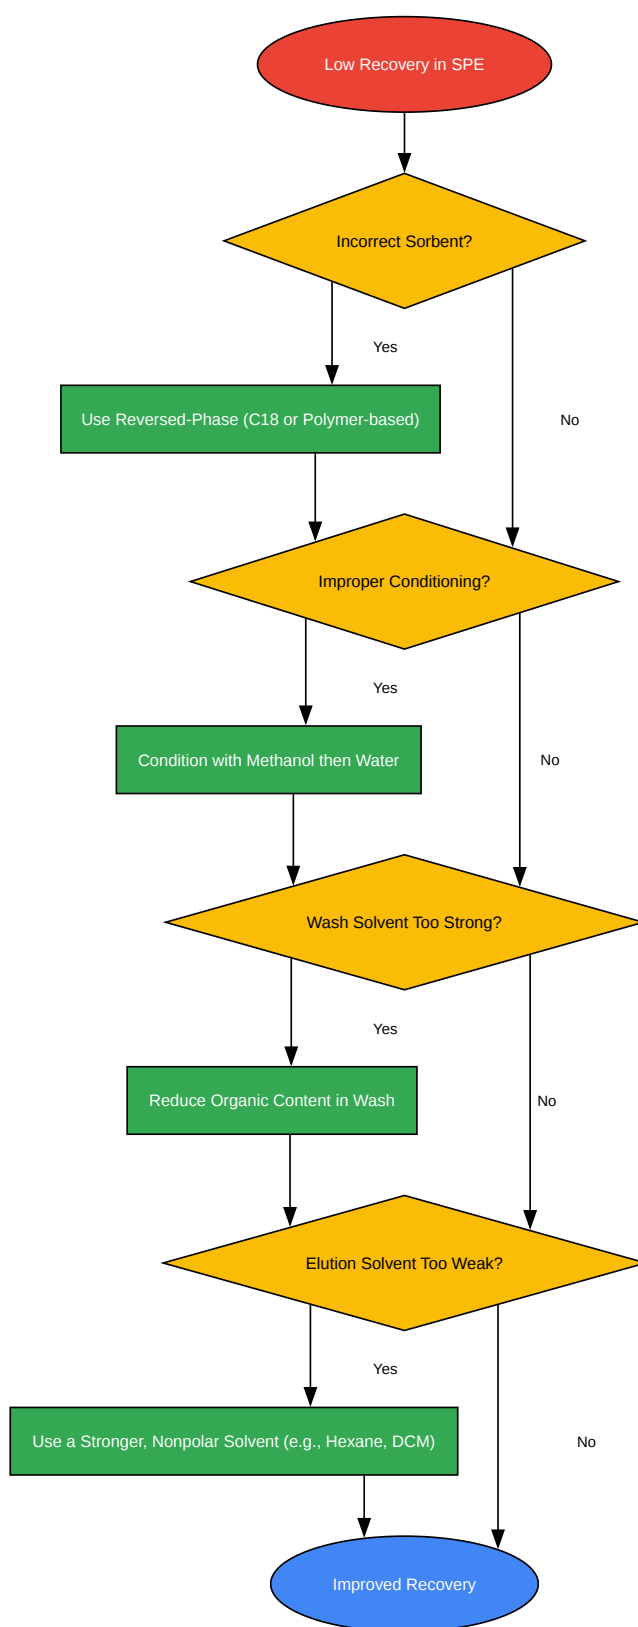 Low Recovery in SPE
Incorrect Sorbent?
Yes
Use Reversed-Phase (C18 or Polymer-based)
No
Improper Conditioning?
Yes
Condition with Methanol then Water
No
Wash Solvent Too Strong?
Yes
Reduce Organic Content in Wash
No
Elution Solvent Too Weak?
Yes
Use a Stronger, Nonpolar Solvent (e.g., Hexane, DCM)
No
Improved Recovery